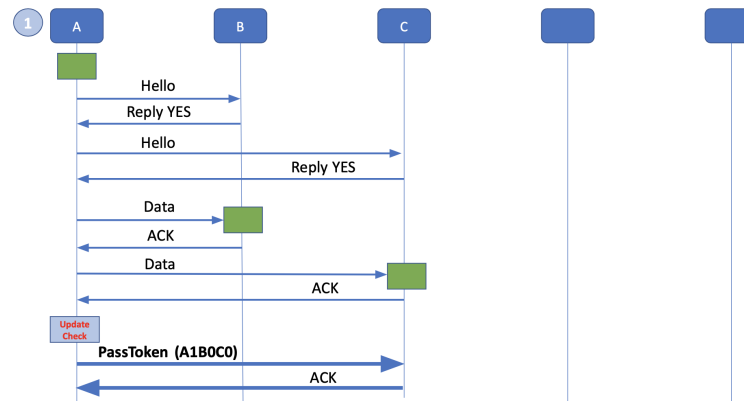 1
A
B
C
Hello
Reply YES
Hello
Reply YES
Data
ACK
Data
ACK
Update
Check
PassToken (A1B0C0)
ACK